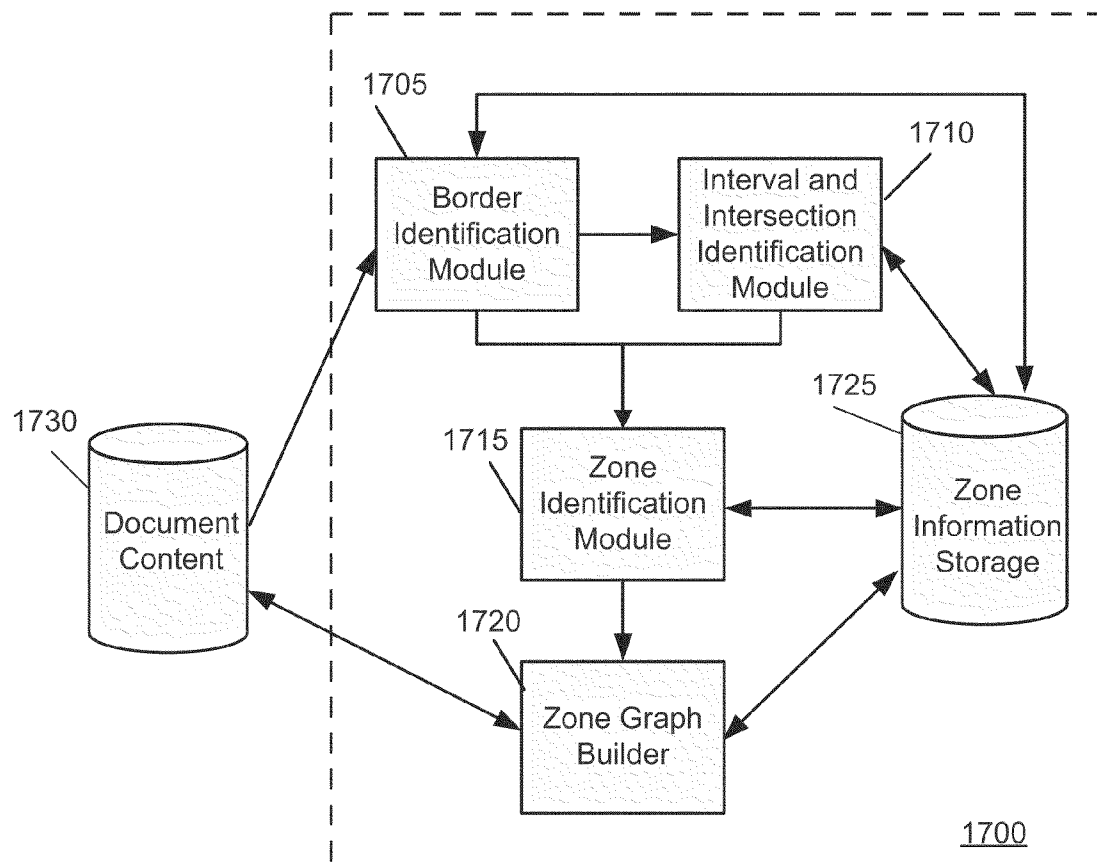 1705
1710
Border
Identification
Module
Interval and
Intersection
Identification
Module
1725
1730
1715
Zone
Identification
Module
Zone
Information
Storage
Document
Content
1720
Zone Graph
Builder
1700